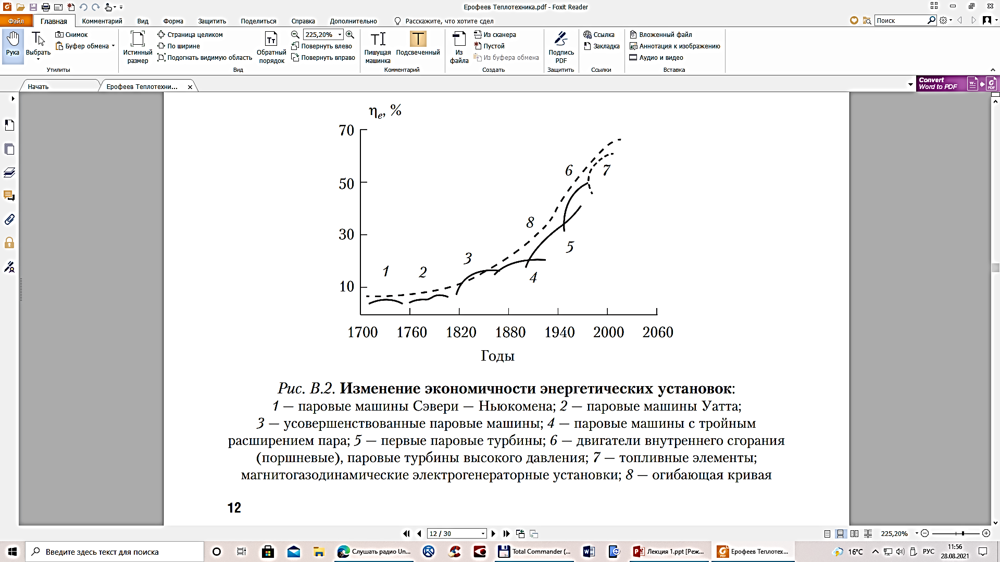 Ерофеев Теплотехника.pdf - Foxit Reader
Файл Главная Комментарий Вид Форма Защитить Поделиться Справка Дополнительно Расскажите, что хотите сдел Поиск
Рука
Выбрать
Снимок
Буфер обмена
Утилиты
Истинный размер
Страница целиком
По ширине
Подогнать видимую область
Обратный порядок
225,20%
Повернуть влево
Повернуть вправо
Вид
Пишущая машинка
Подсвеченный
Комментарий
Из файла
Из сканера
Пустой
Из буфера обмена
Создать
Подпись PDF
Защитить
Ссылка
Закладка
Ссылки
Вложенный файл
Аннотация к изображению
Аудио и видео
Вставка
Начать
Ерофеев Теплотехни...
Convert
Word to PDF
ηe, %
70
50
30
10
1 2 3 4 5 6 7 8
1700 1760 1820 1880 1940 2000 2060
Годы
Рис. В.2. Изменение экономичности энергетических установок:
1 — паровые машины Сэвери — Ньюкомена; 2 — паровые машины Уатта;
3 — усовершенствованные паровые машины; 4 — паровые машины с тройным
расширением пара; 5 — первые паровые турбины; 6 — двигатели внутреннего сгорания
(поршневые), паровые турбины высокого давления; 7 — топливные элементы;
магнитогазодинамические электрогенераторные установки; 8 — огибающая кривая
12
12 / 30
225,20%
Введите здесь текст для поиска
Слушать радио Un...
Total Commander (...
Лекция 1.ppt [Реж...
Ерофеев Теплотех...
16°C
РУС
11:56
28.08.2021